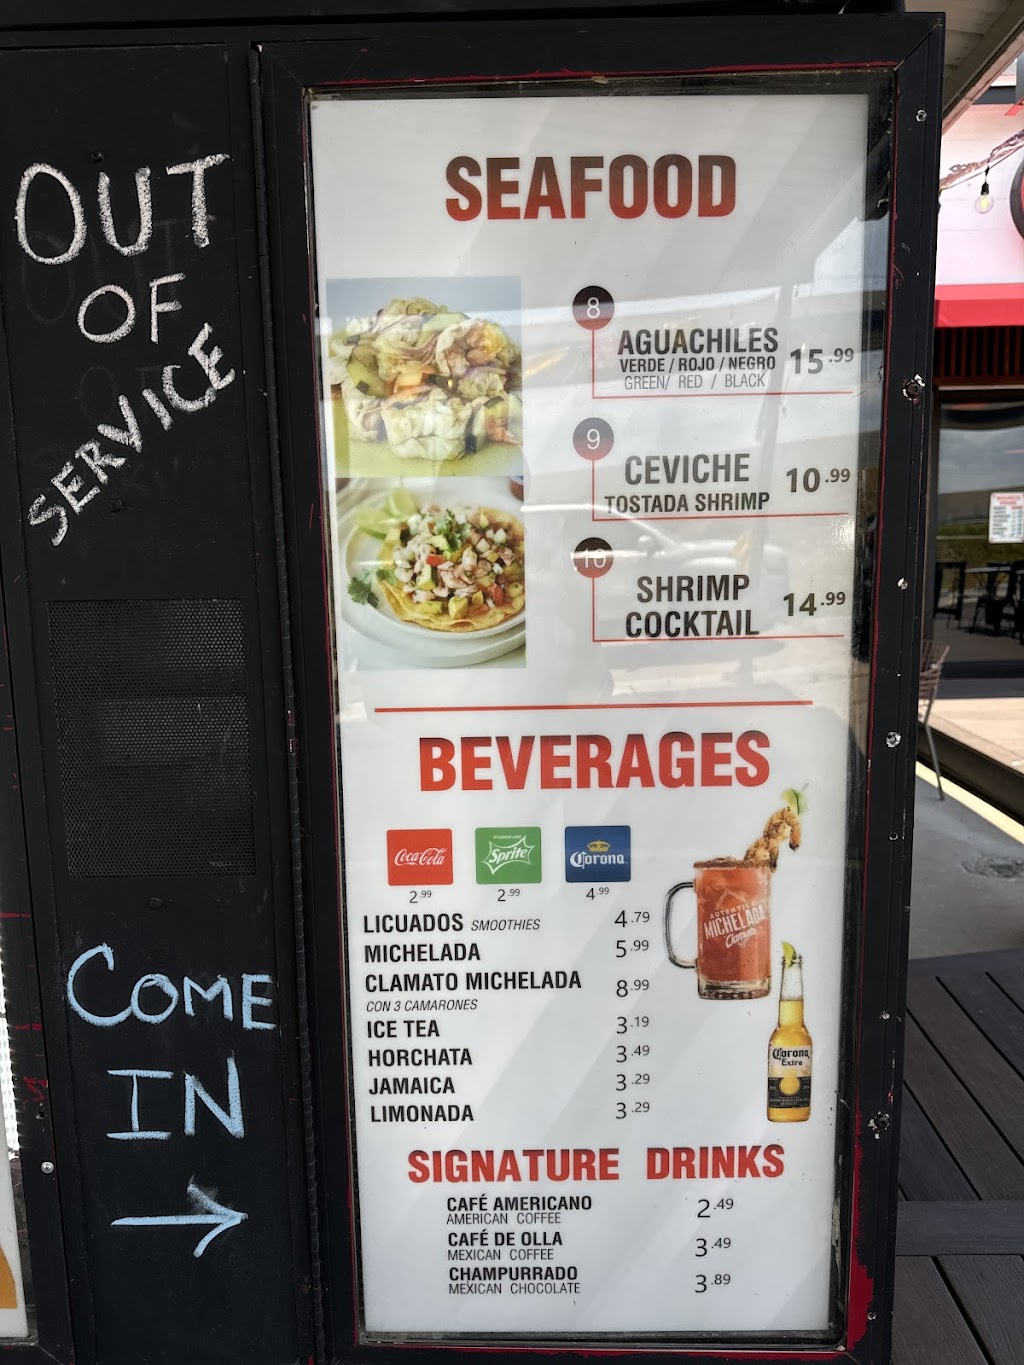 OUT
OF
SERVICE
COME
IN
SEAFOOD
8
AGUACHILES
VERDE / ROJO / NEGRO
GREEN/ RED / BLACK
15.99
9
CEVICHE
TOSTADA SHRIMP
10.99
10
SHRIMP
COCKTAIL
14.99
BEVERAGES
Coca-Cola
Sprite
Corona
2.99
2.99
4.99
LICUADOS SMOOTHIES 4.79
MICHELADA 5.99
CLAMATO MICHELADA 8.99
CON 3 CAMARONES
ICE TEA 3.19
HORCHATA 3.49
JAMAICA 3.29
LIMONADA 3.29
MICHELADA
Clamato
Corona
Extra
SIGNATURE DRINKS
CAFÉ AMERICANO 2.49
AMERICAN COFFEE
CAFÉ DE OLLA 3.49
MEXICAN COFFEE
CHAMPURRADO 3.89
MEXICAN CHOCOLATE